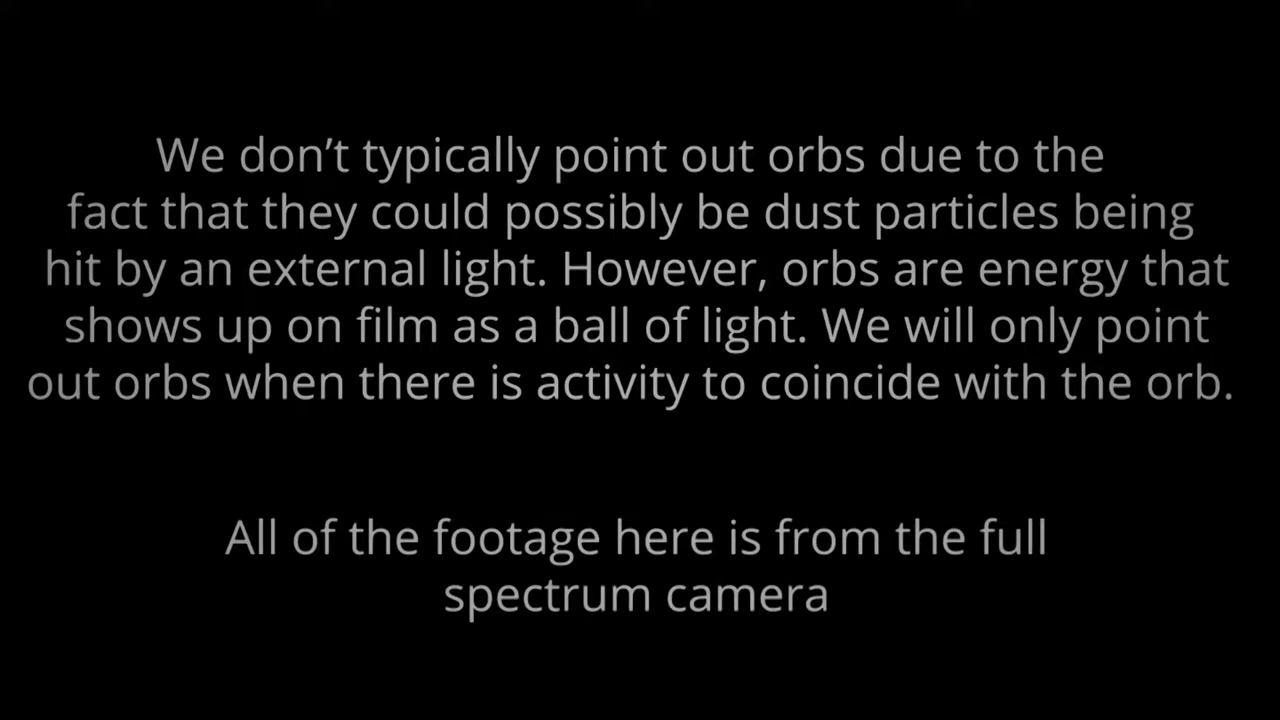 We don’t typically point out orbs due to the
fact that they could possibly be dust particles being
hit by an external light. However, orbs are energy that
shows up on film as a ball of light. We will only point
out orbs when there is activity to coincide with the orb.
All of the footage here is from the full
spectrum camera